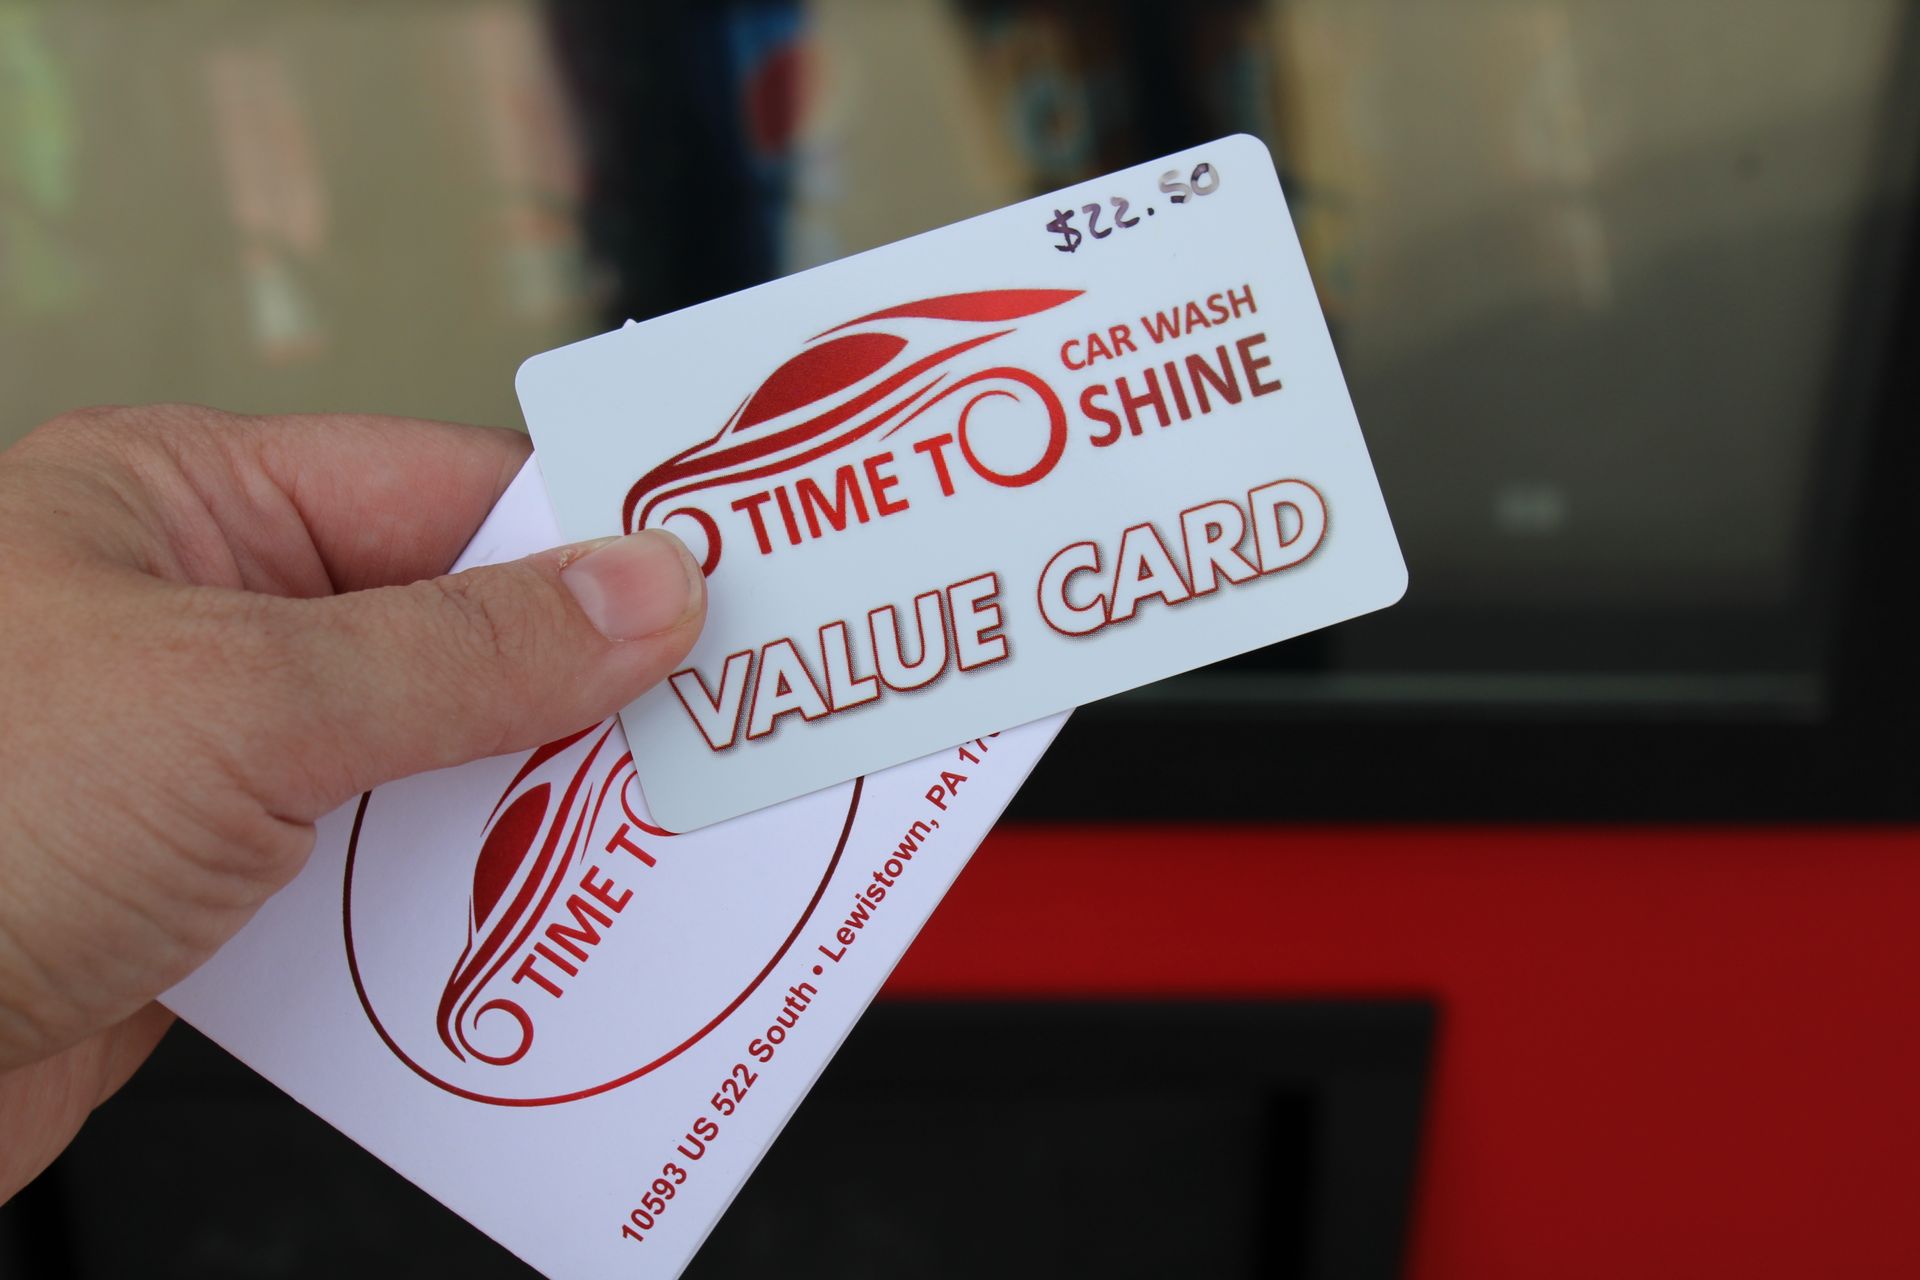 $22.50
CAR WASH
TIME TO SHINE
VALUE CARD
TIME TO
10593 US 522 South • Lewistown, PA